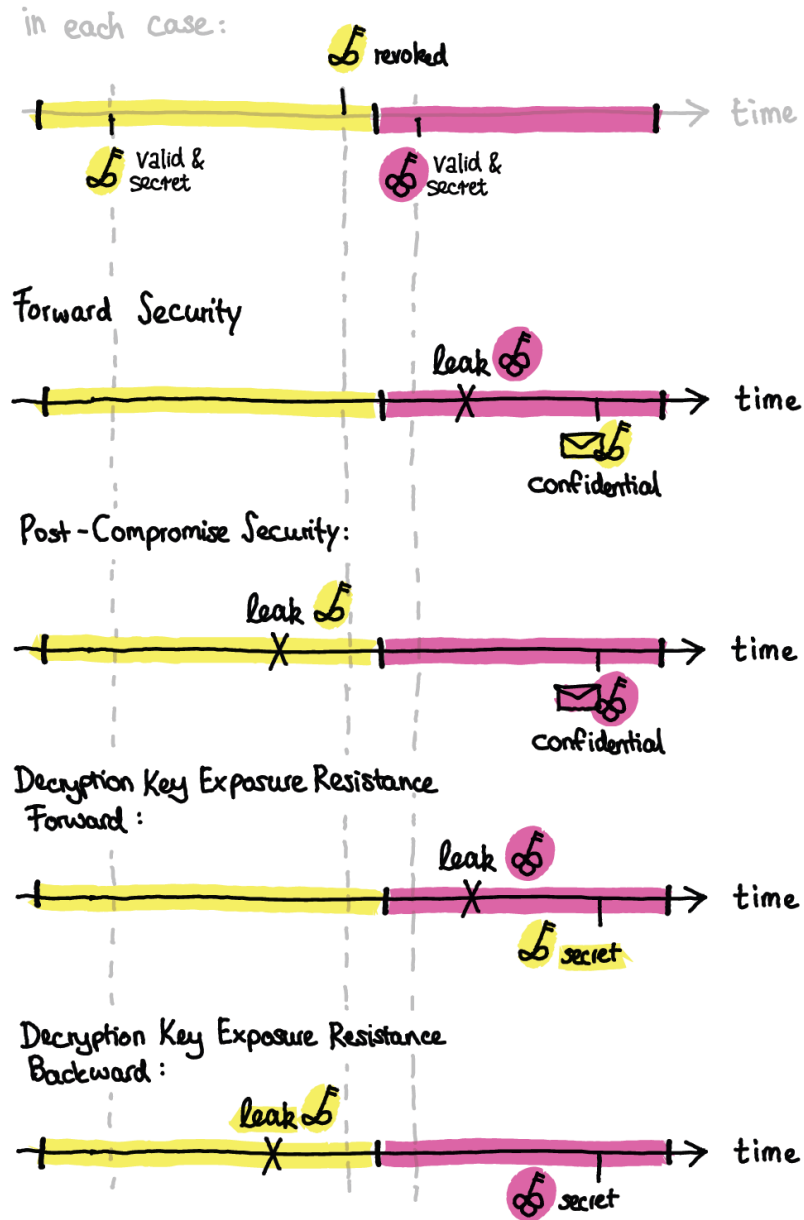 in each case:
revoked
time
valid &
secret
valid &
secret
Forward Security
leak
time
confidential
Post-Compromise Security:
leak
time
confidential
Decryption Key Exposure Resistance
Forward:
leak
time
secret
Decryption Key Exposure Resistance
Backward:
leak
time
secret